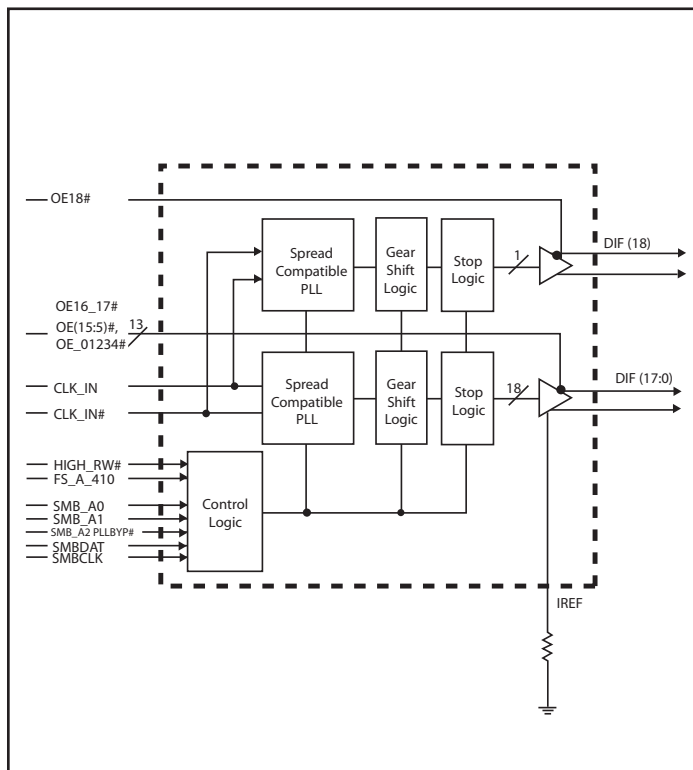 OE18#
Spread
Compatible
PLL
Gear
Shift
Logic
Stop
Logic
1
DIF (18)
OE16_17#
OE(15:5)#,
OE_01234#
13
CLK_IN
CLK_IN#
Spread
Compatible
PLL
Gear
Shift
Logic
Stop
Logic
18
DIF (17:0)
HIGH_RW#
FS_A_410
SMB_A0
SMB_A1
SMB_A2 PLLBYP#
SMBDAT
SMBCLK
Control
Logic
IREF